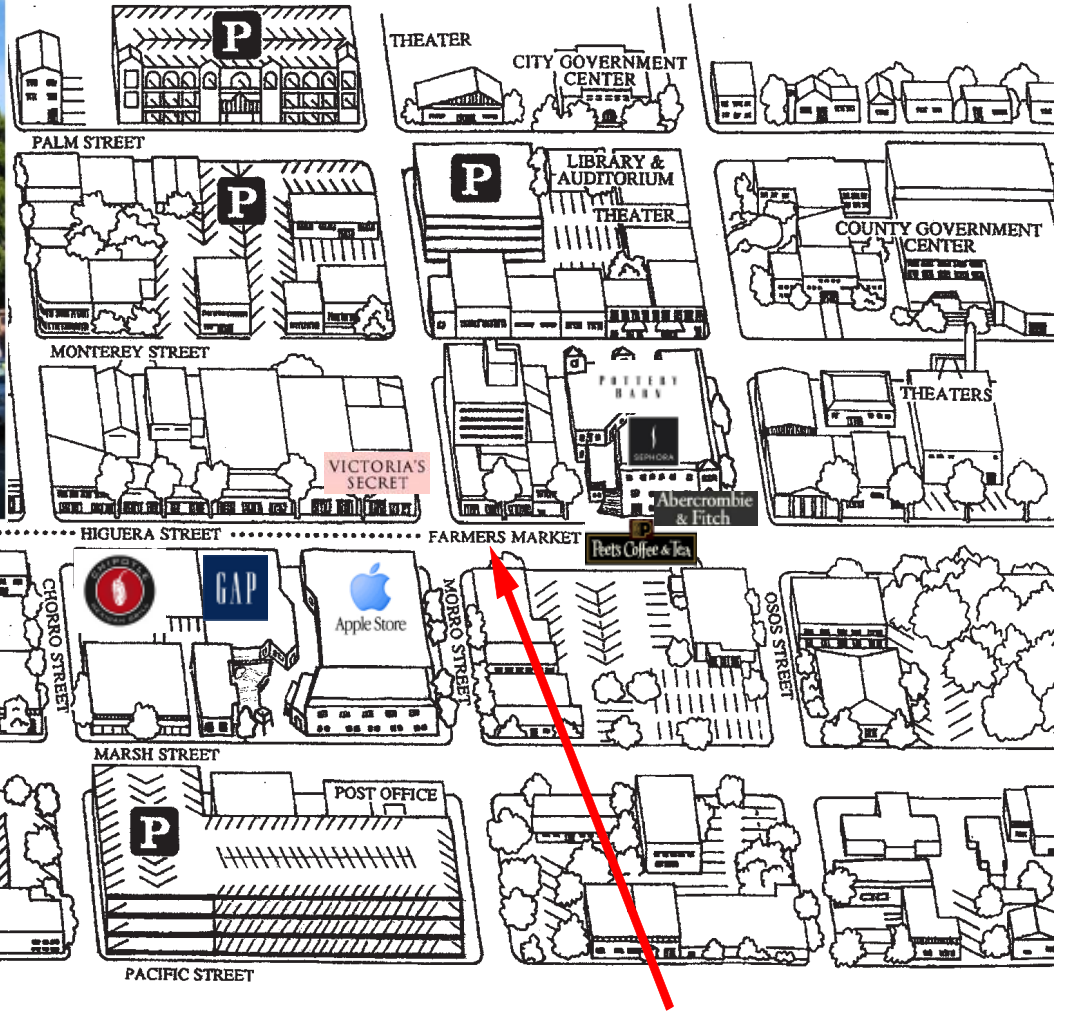 P
THEATER
CITY GOVERNMENT
CENTER
PALM STREET
P
P
LIBRARY &
AUDITORIUM
THEATER
COUNTY GOVERNMENT
CENTER
MONTEREY STREET
POTTERY
BARN
THEATERS
SEPHORA
VICTORIA'S
SECRET
Abercrombie
& Fitch
HIGUERA STREET
FARMERS MARKET
P
Peet's Coffee & Tea
CHIPOTLE
MEXICAN GRILL
GAP
Apple Store
CHORRO STREET
MORRO STREET
OSOS STREET
MARSH STREET
POST OFFICE
P
PACIFIC STREET